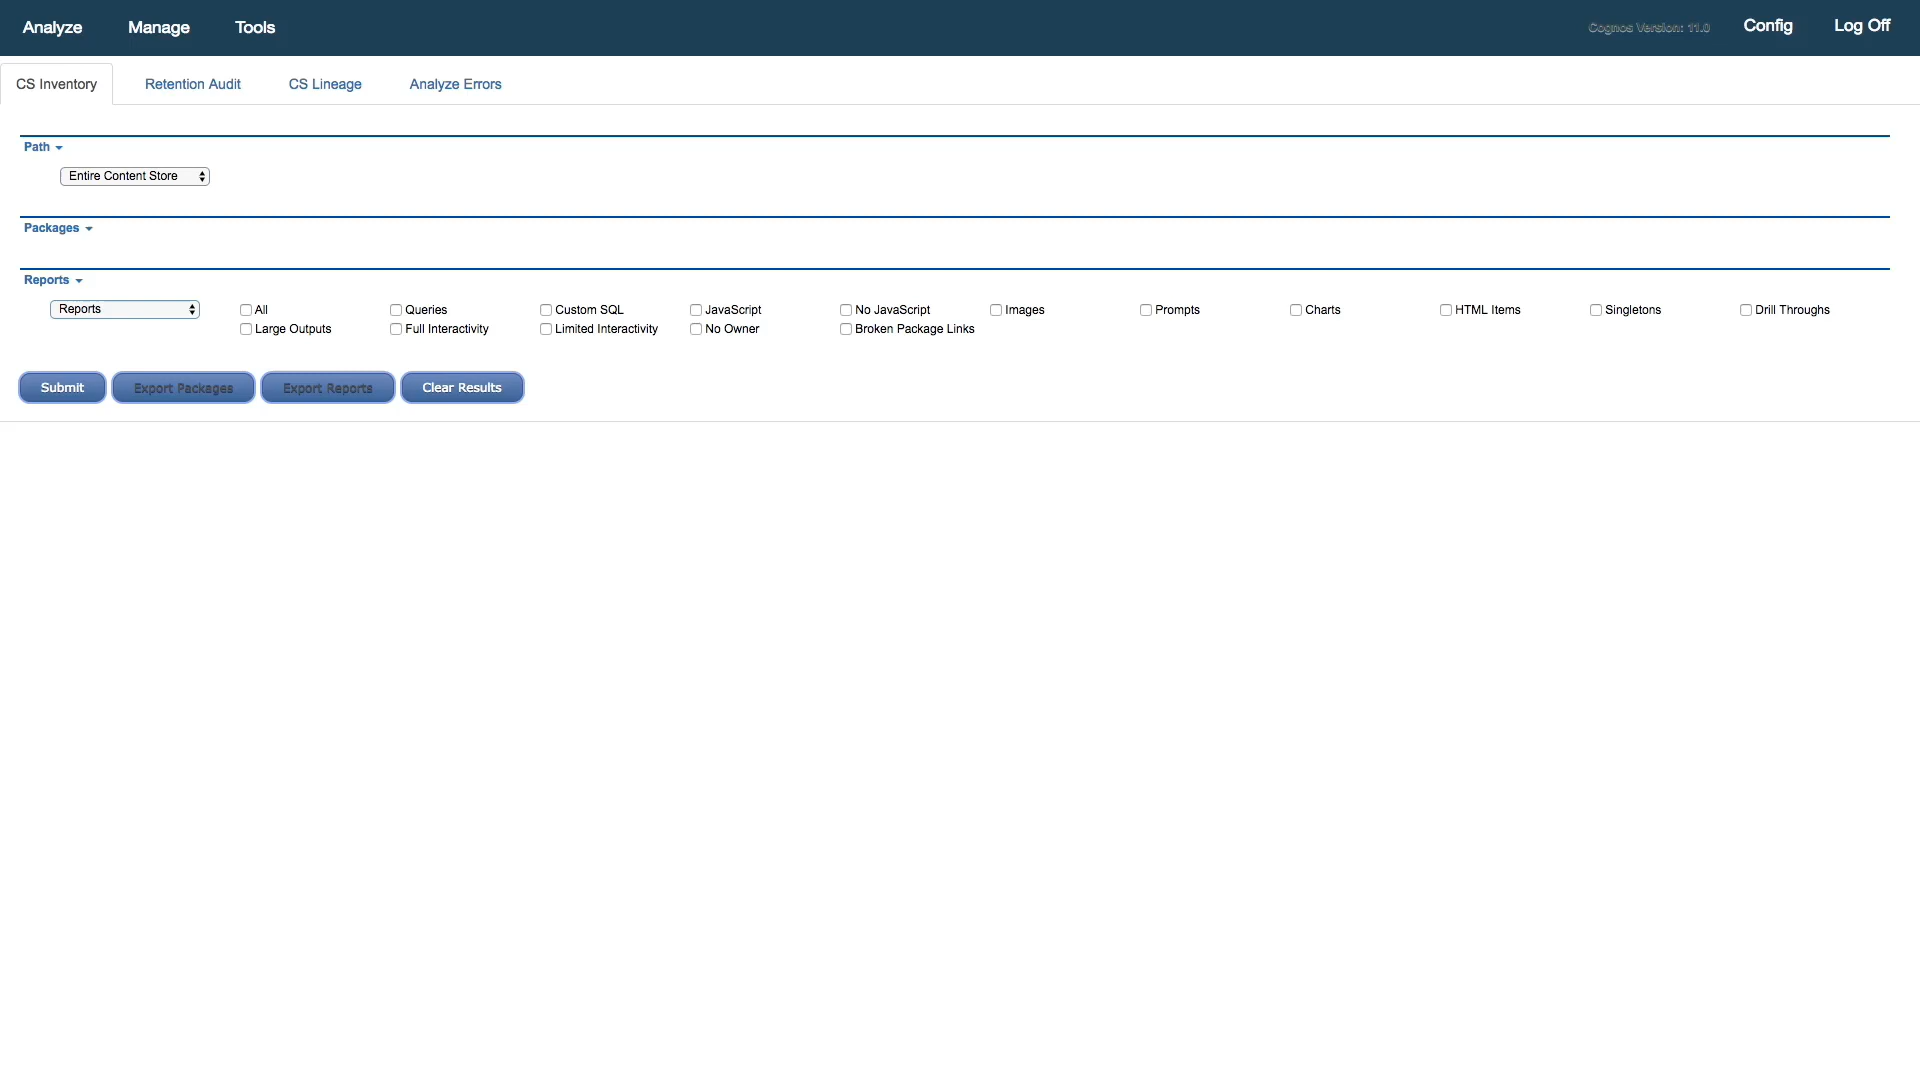 Analyze Manage Tools Cognos Version: 11.0 Config Log Off
CS Inventory Retention Audit CS Lineage Analyze Errors
Path
Entire Content Store
Packages
Reports
Reports All Queries Custom SQL JavaScript No JavaScript Images Prompts Charts HTML Items Singletons Drill Throughs
Large Outputs Full Interactivity Limited Interactivity No Owner Broken Package Links
Submit Export Packages Export Reports Clear Results